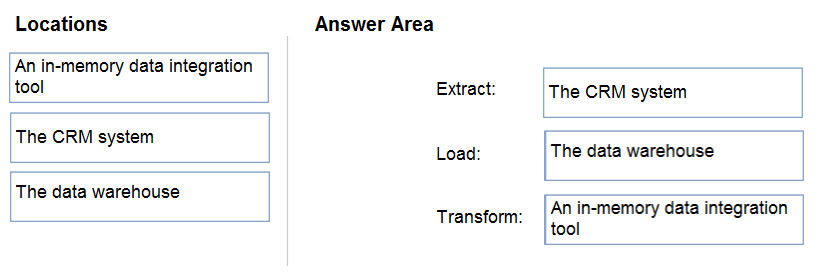 Locations
Answer Area
An in-memory data integration
tool
The CRM system
The data warehouse
Extract:
The CRM system
Load:
The data warehouse
Transform:
An in-memory data integration
tool